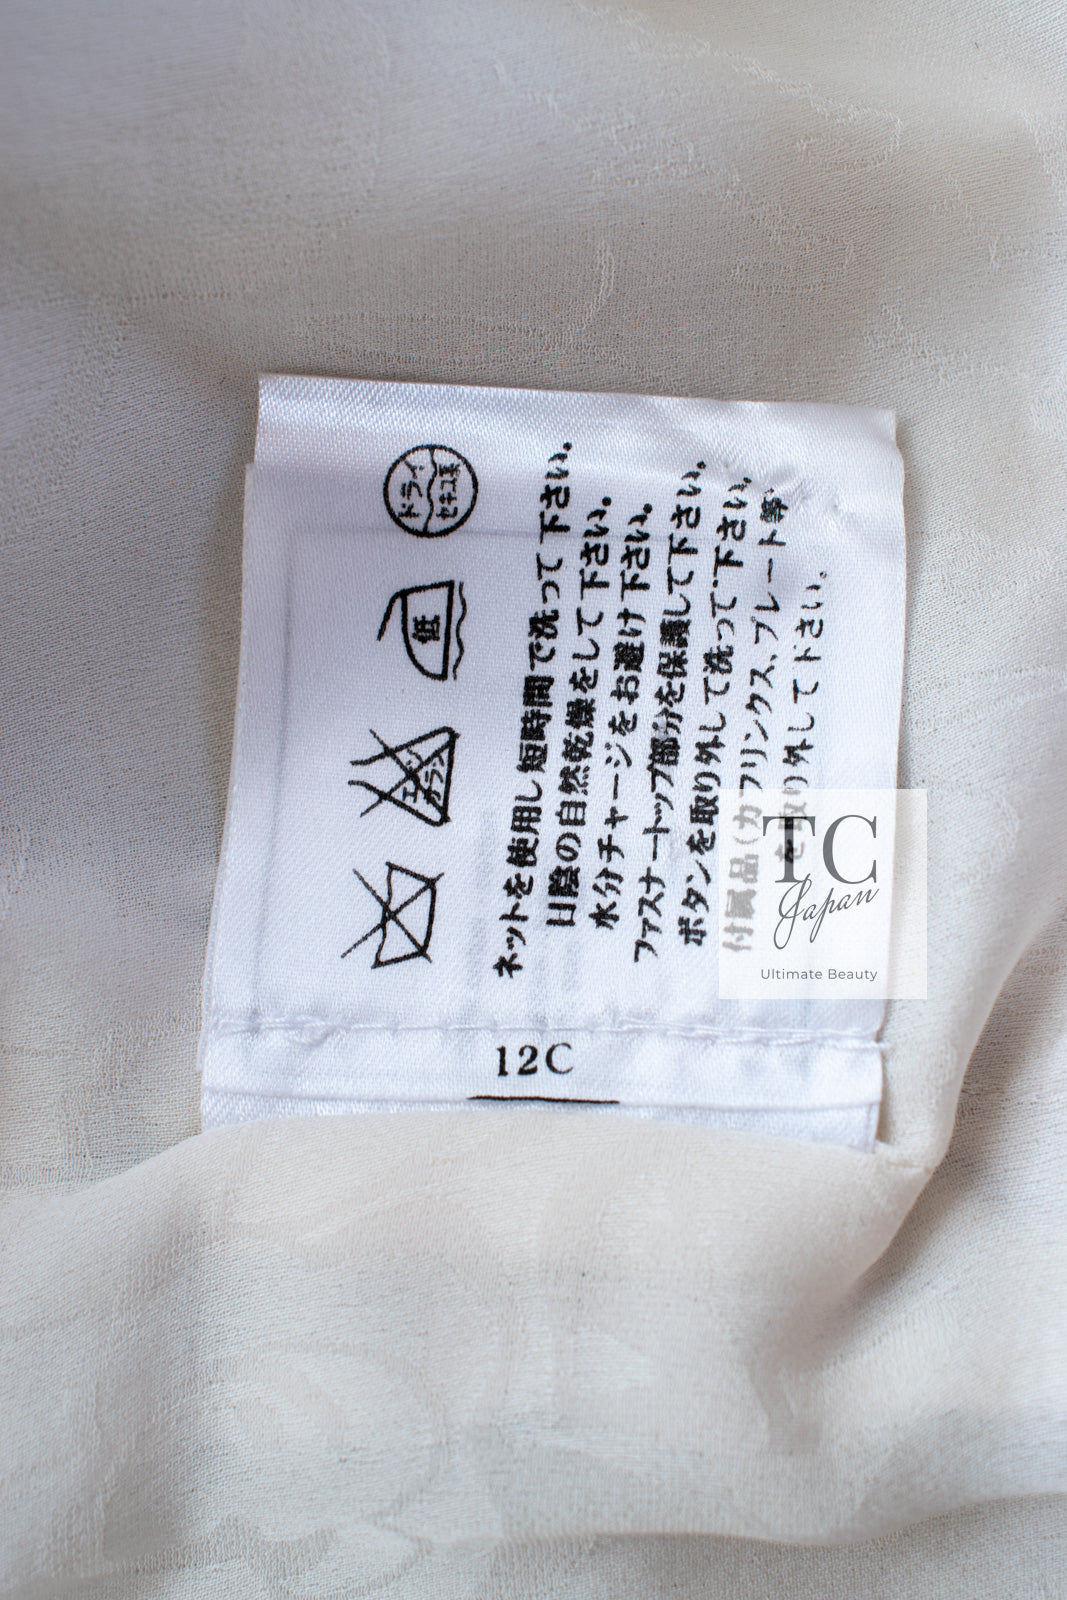 エンソ
サラシ
低
ドライ
セキユ系
ネットを使用し短時間で洗って下さい。
日陰の自然乾燥をして下さい。
水分チャージをお避け下さい。
ファスナートップ部分を保護して下さい。
ボタンを取り外して洗って下さい。
付属品(カフリンクス、プレート等)
を取り外して下さい。
12C
TC
Japan
Ultimate Beauty